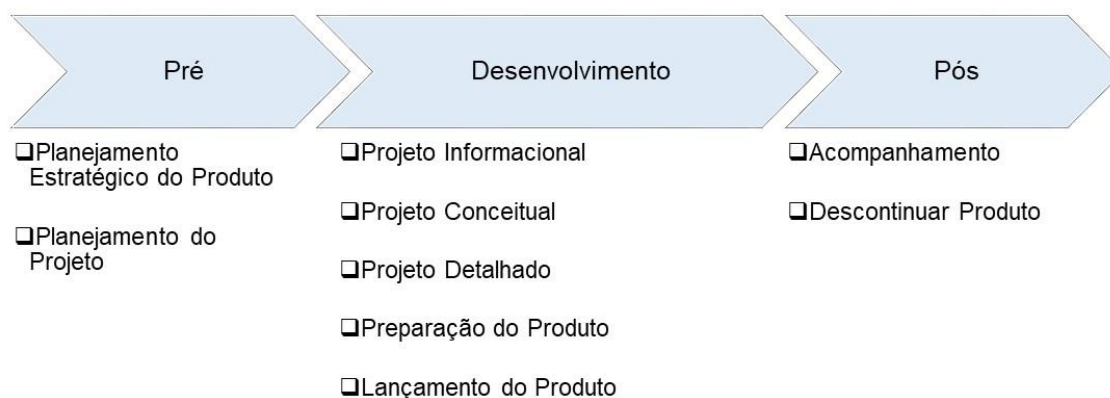 Pré
Desenvolvimento
Pós
❑Planejamento
Estratégico do Produto
❑Planejamento do
Projeto
❑Projeto Informacional
❑Projeto Conceitual
❑Projeto Detalhado
❑Preparação do Produto
❑Lançamento do Produto
❑Acompanhamento
❑Descontinuar Produto